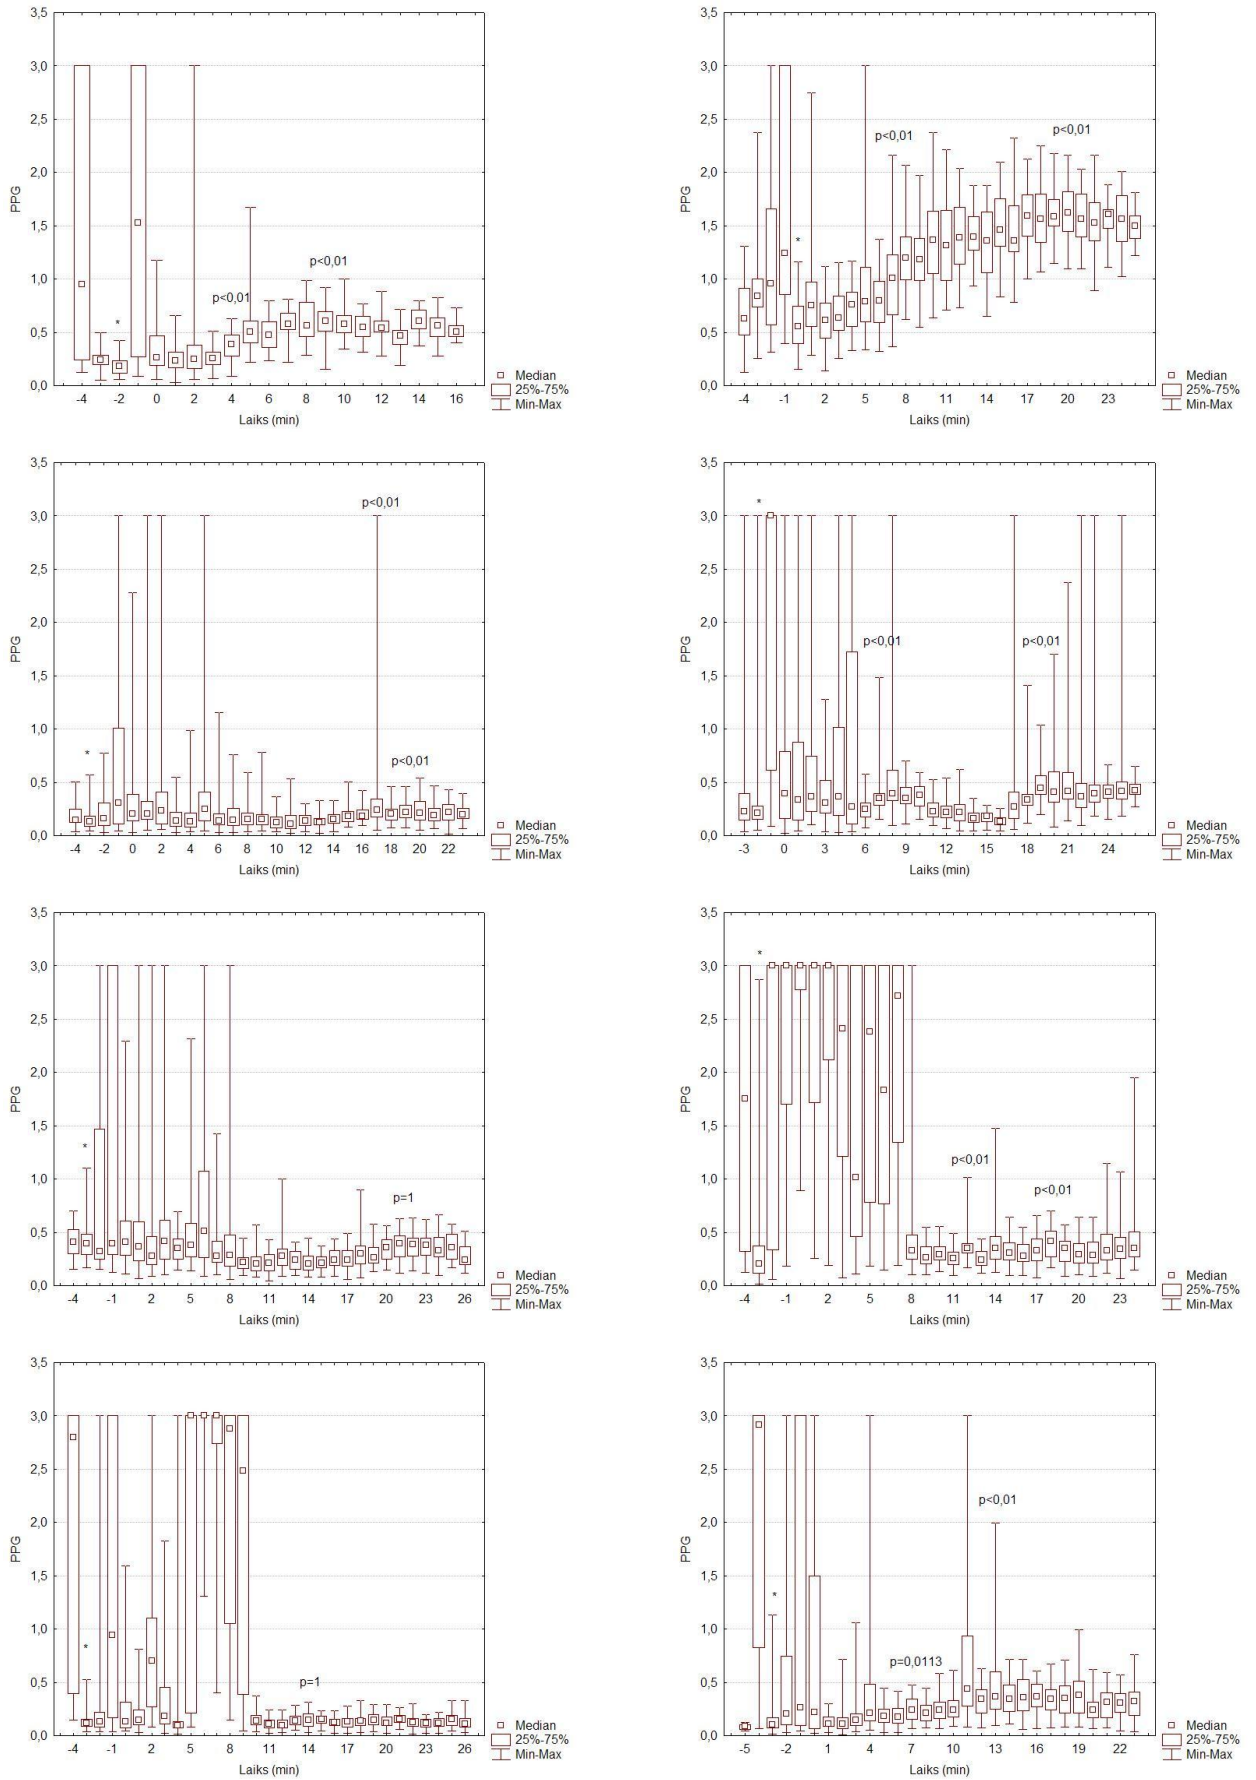 3,5
3,0
2,5
2,0
1,5
1,0
0,5
0,0
PPG
*
p<0,01
p<0,01
-4 -2 0 2 4 6 8 10 12 14 16
Laiks (min)
Median
25%-75%
Min-Max
3,5
3,0
2,5
2,0
1,5
1,0
0,5
0,0
PPG
*
p<0,01
p<0,01
-4 -1 2 5 8 11 14 17 20 23
Laiks (min)
Median
25%-75%
Min-Max
3,5
3,0
2,5
2,0
1,5
1,0
0,5
0,0
PPG
*
p<0,01
p<0,01
-4 -2 0 2 4 6 8 10 12 14 16 18 20 22
Laiks (min)
Median
25%-75%
Min-Max
3,5
3,0
2,5
2,0
1,5
1,0
0,5
0,0
PPG
*
p<0,01
p<0,01
-3 0 3 6 9 12 15 18 21 24
Laiks (min)
Median
25%-75%
Min-Max
3,5
3,0
2,5
2,0
1,5
1,0
0,5
0,0
PPG
*
p=1
-4 -1 2 5 8 11 14 17 20 23 26
Laiks (min)
Median
25%-75%
Min-Max
3,5
3,0
2,5
2,0
1,5
1,0
0,5
0,0
PPG
*
p<0,01
p<0,01
-4 -1 2 5 8 11 14 17 20 23
Laiks (min)
Median
25%-75%
Min-Max
3,5
3,0
2,5
2,0
1,5
1,0
0,5
0,0
PPG
*
p=1
-4 -1 2 5 8 11 14 17 20 23 26
Laiks (min)
Median
25%-75%
Min-Max
3,5
3,0
2,5
2,0
1,5
1,0
0,5
0,0
PPG
*
p=0,0113
p<0,01
-5 -2 1 4 7 10 13 16 19 22
Laiks (min)
Median
25%-75%
Min-Max